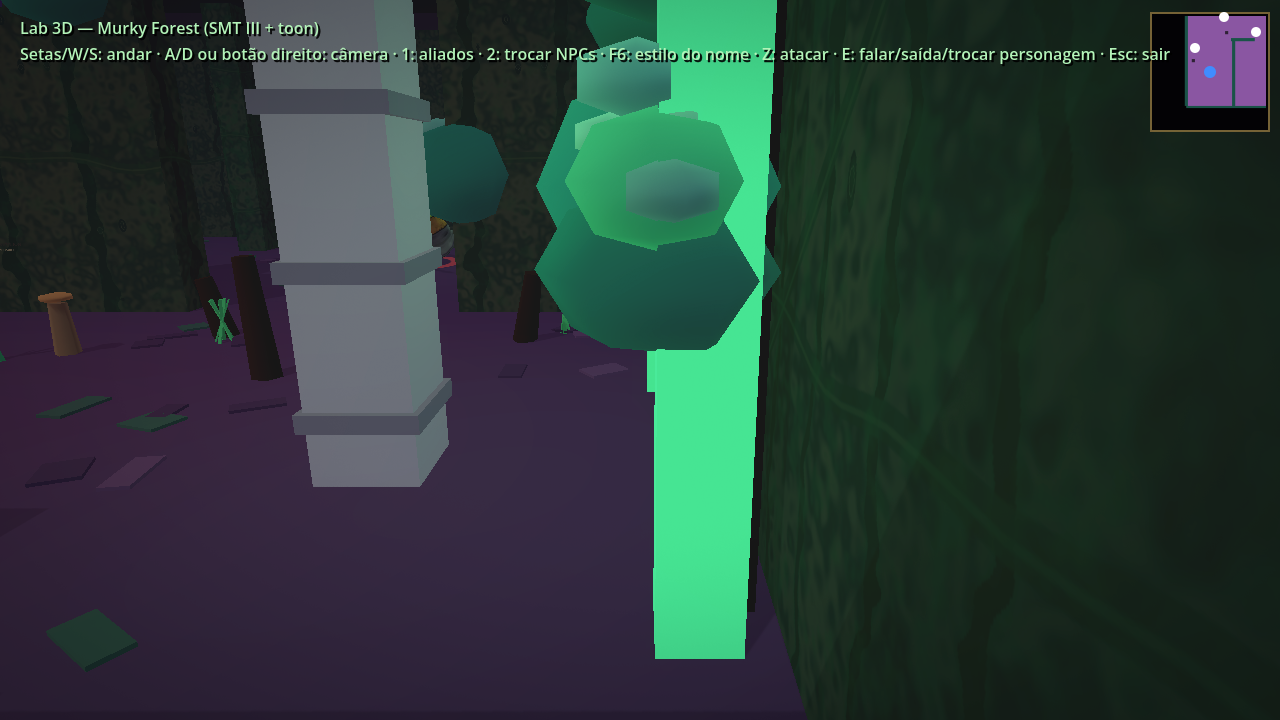 Lab 3D — Murky Forest (SMT III + toon)
Setas/W/S: andar · A/D ou botão direito: câmera · 1: aliados · 2: trocar NPCs · F6: estilo do nome · Z: atacar · E: falar/saída/trocar personagem · Esc: sair